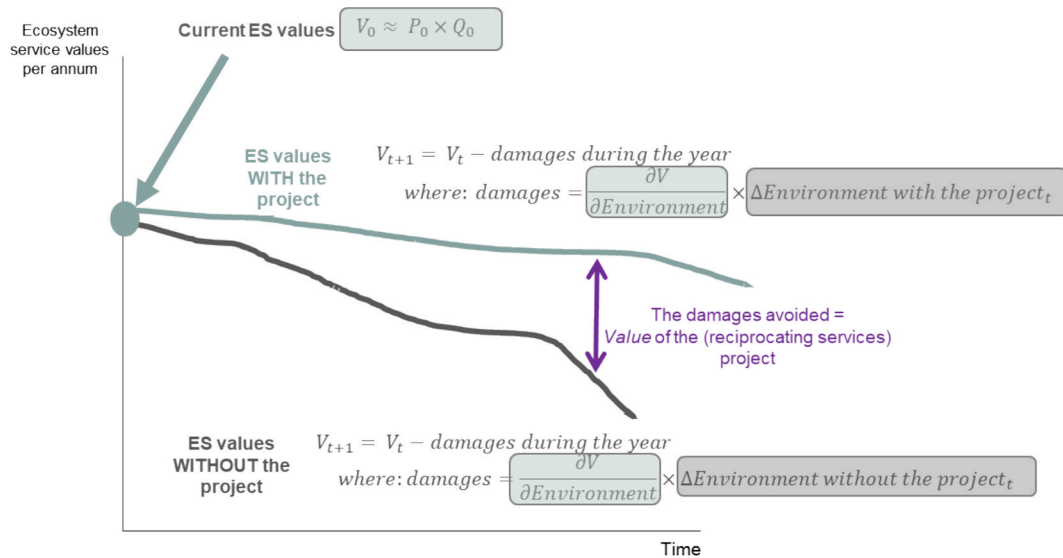 Ecosystem
service values
per annum
Current ES values
V₀ ≈ P₀ × Q₀
ES values
WITH the
project
Vₜ₊₁ = Vₜ − damages during the year
where: damages = ∂V/∂Environment × ΔEnvironment with the projectₜ
The damages avoided =
Value of the (reciprocating services)
project
ES values
WITHOUT the
project
Vₜ₊₁ = Vₜ − damages during the year
where: damages = ∂V/∂Environment × ΔEnvironment without the projectₜ
Time